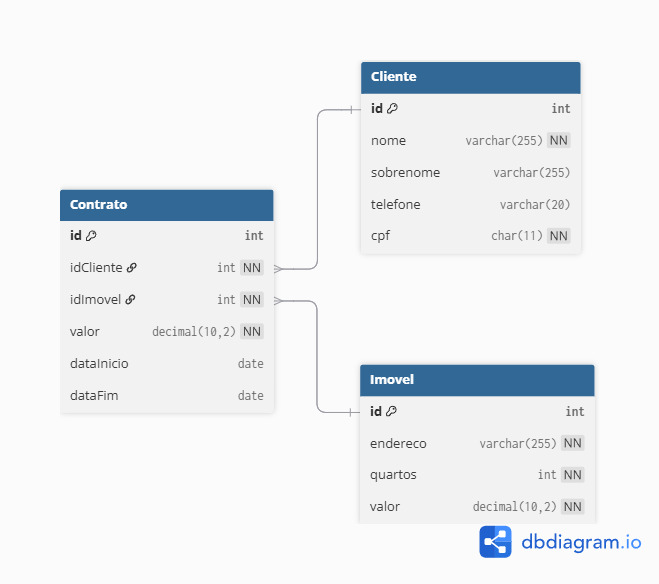 Cliente
id int
nome varchar(255) NN
sobrenome varchar(255)
telefone varchar(20)
cpf char(11) NN
Contrato
id int
idCliente int NN
idImovel int NN
valor decimal(10,2) NN
dataInicio date
dataFim date
Imovel
id int
endereco varchar(255) NN
quartos int NN
valor decimal(10,2) NN
dbdiagram.io